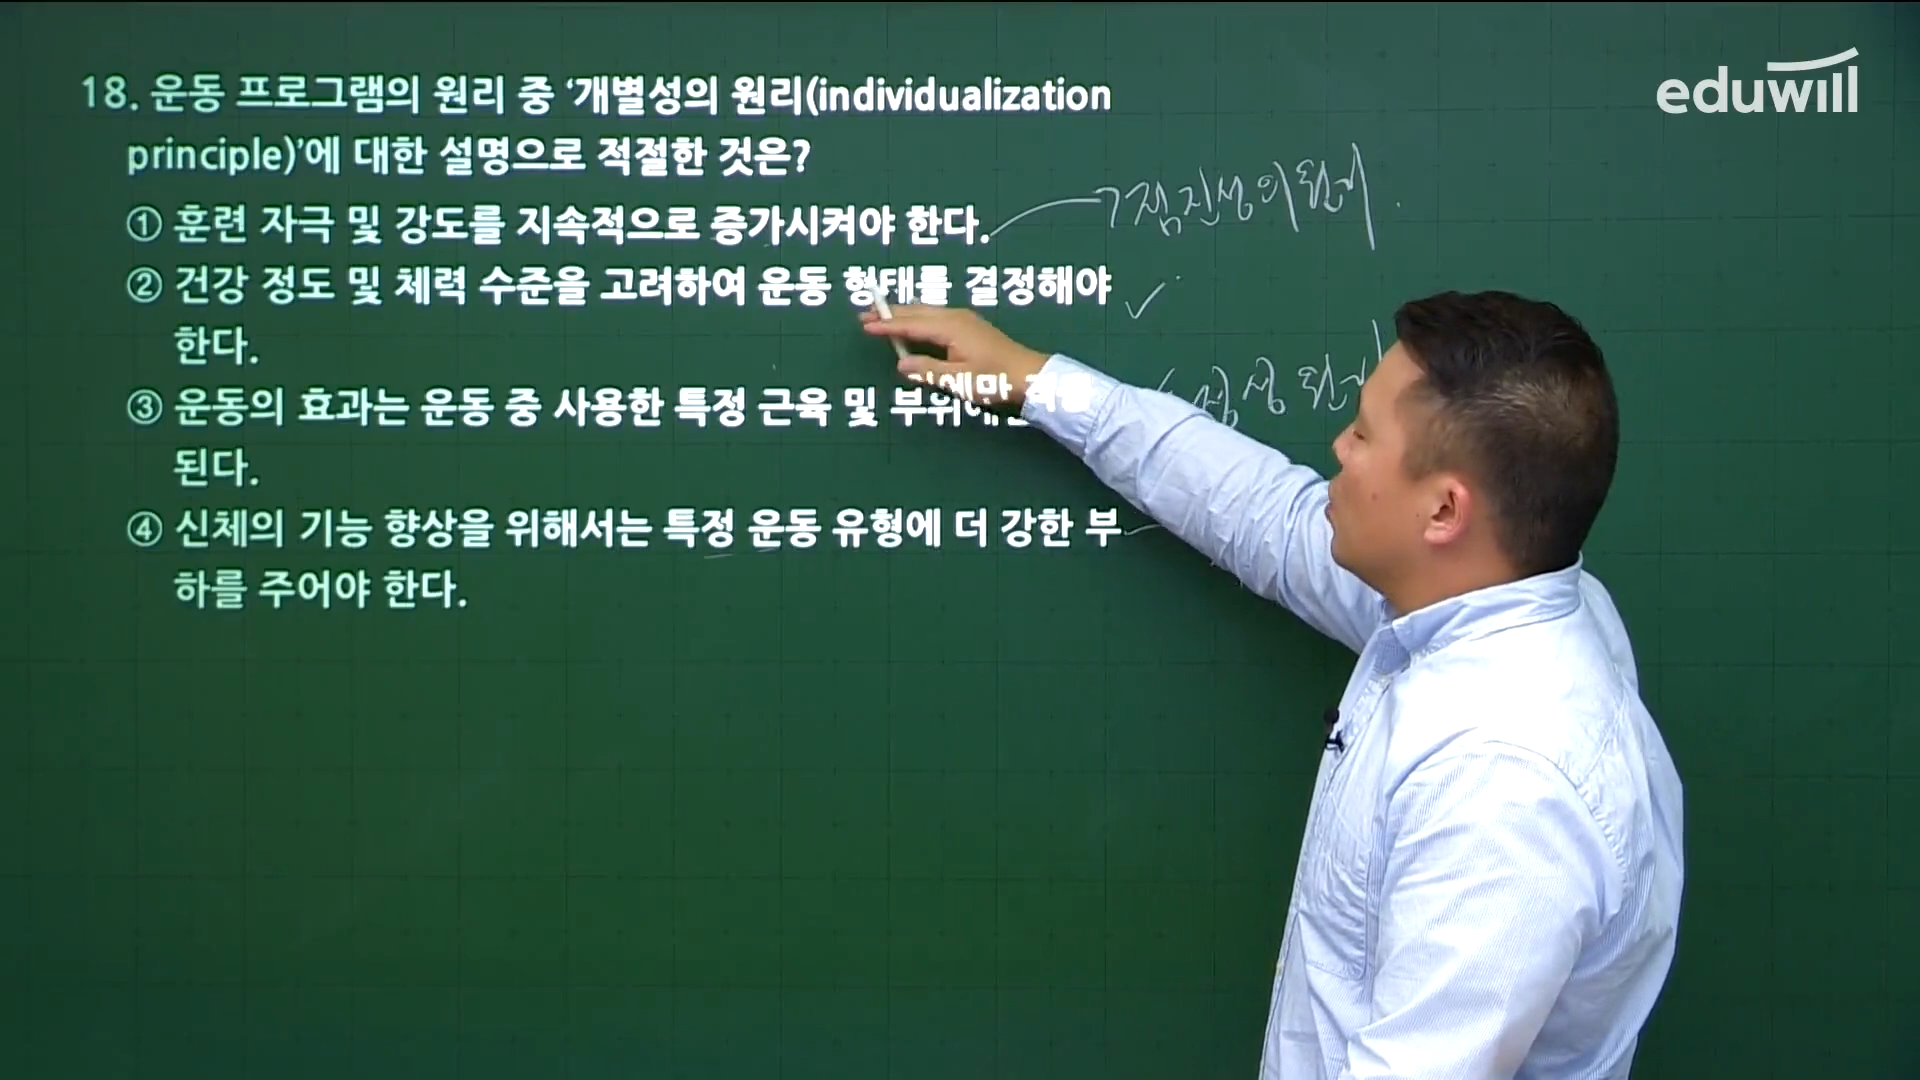 eduwill
18. 운동 프로그램의 원리 중 ‘개별성의 원리(individualization
principle)’에 대한 설명으로 적절한 것은?
① 훈련 자극 및 강도를 지속적으로 증가시켜야 한다.
점진성의 원리.
② 건강 정도 및 체력 수준을 고려하여 운동 형태를 결정해야
한다.
③ 운동의 효과는 운동 중 사용한 특정 근육 및 부위에만
된다.
원리
④ 신체의 기능 향상을 위해서는 특정 운동 유형에 더 강한 부
하를 주어야 한다.